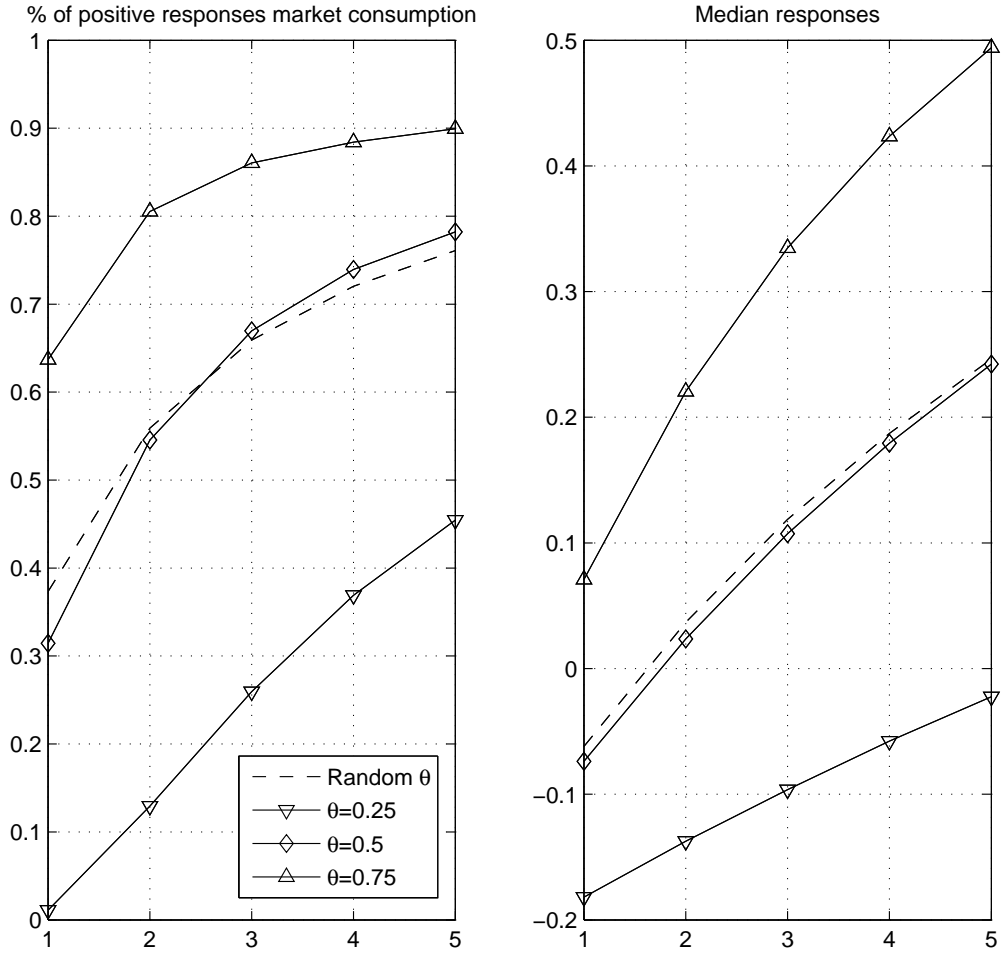 % of positive responses market consumption
1
0.9
0.8
0.7
0.6
0.5
0.4
0.3
0.2
0.1
0
1 2 3 4 5
Random θ
θ=0.25
θ=0.5
θ=0.75
Median responses
0.5
0.4
0.3
0.2
0.1
0
−0.1
−0.2
1 2 3 4 5